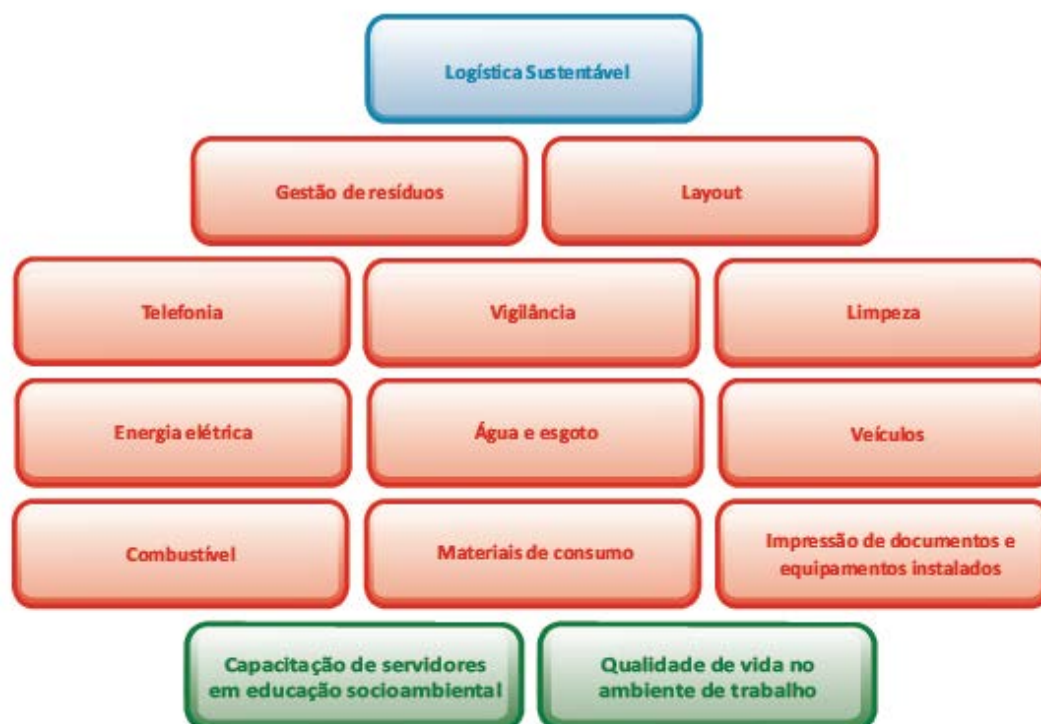 Logística Sustentável
Gestão de resíduos
Layout
Telefonia
Vigilância
Limpeza
Energia elétrica
Água e esgoto
Veículos
Combustível
Materiais de consumo
Impressão de documentos e
equipamentos instalados
Capacitação de servidores
em educação socioambiental
Qualidade de vida no
ambiente de trabalho